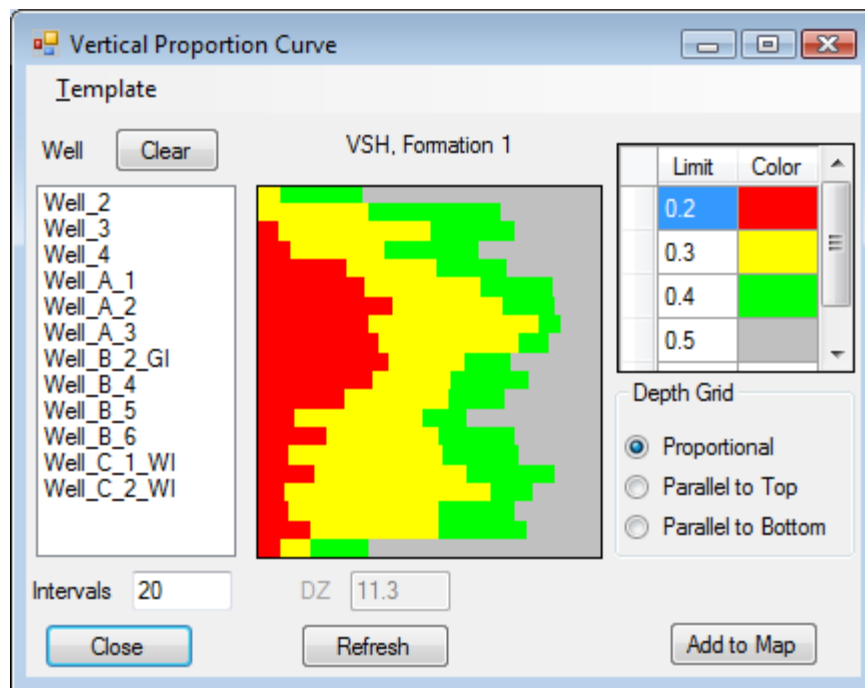 Vertical Proportion Curve
Template
Well Clear VSH, Formation 1
Limit Color
0.2
0.3
0.4
0.5
Well_2
Well_3
Well_4
Well_A_1
Well_A_2
Well_A_3
Well_B_2_GI
Well_B_4
Well_B_5
Well_B_6
Well_C_1_WI
Well_C_2_WI
Depth Grid
Proportional
Parallel to Top
Parallel to Bottom
Intervals 20 DZ 11.3
Close Refresh Add to Map